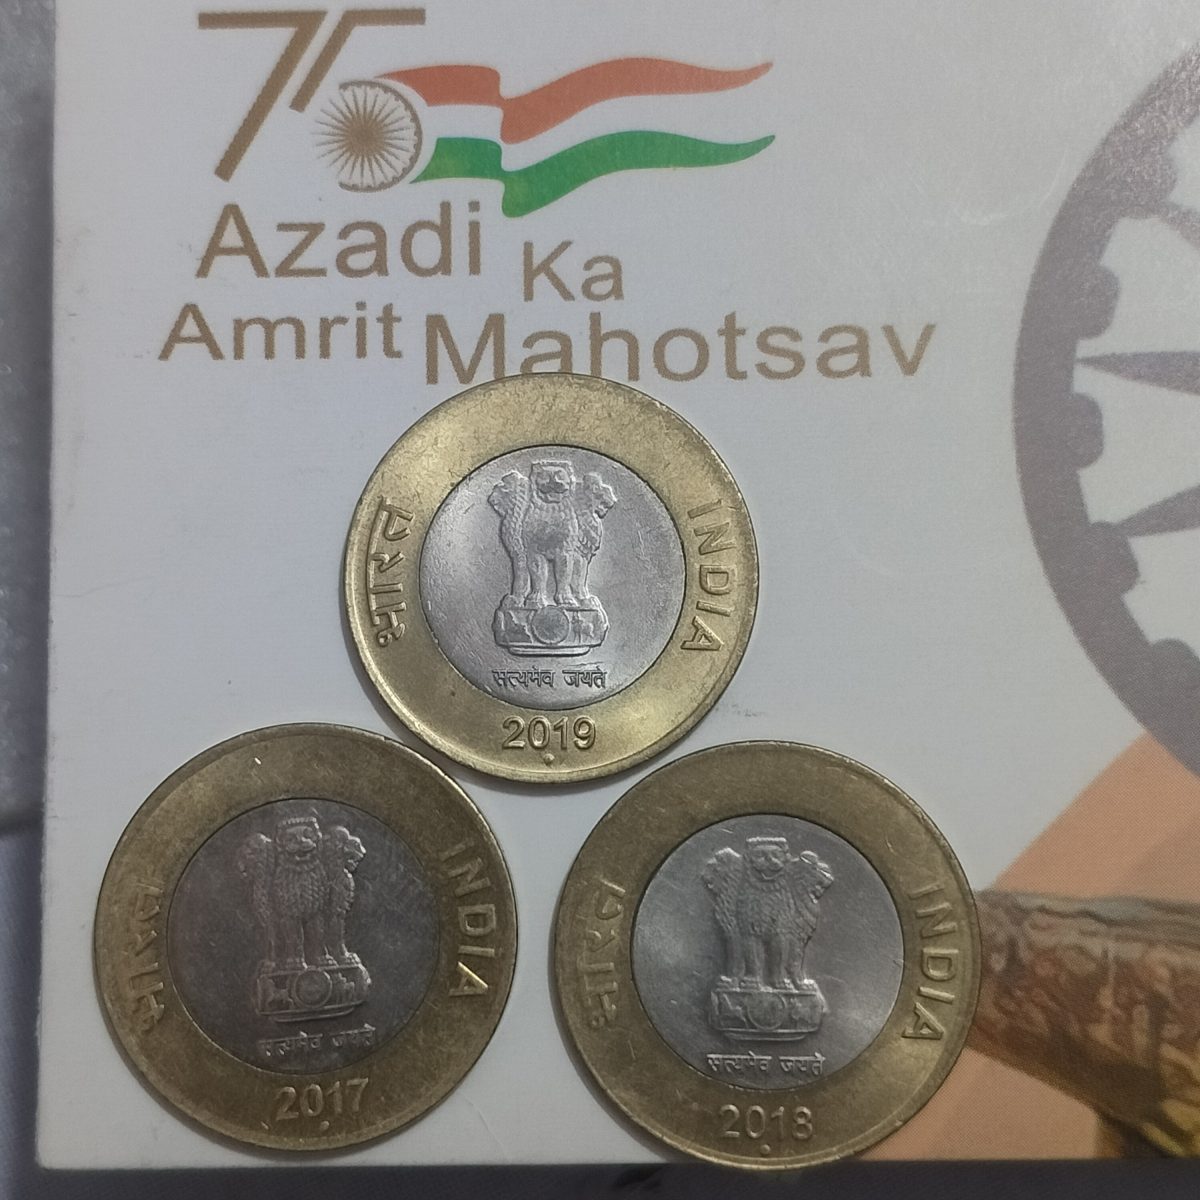 75
Azadi
Ka
Amrit
Mahotsav
भारत
INDIA
सत्यमेव जयते
2019
भारत
INDIA
सत्यमेव जयते
2017
भारत
INDIA
सत्यमेव जयते
2018